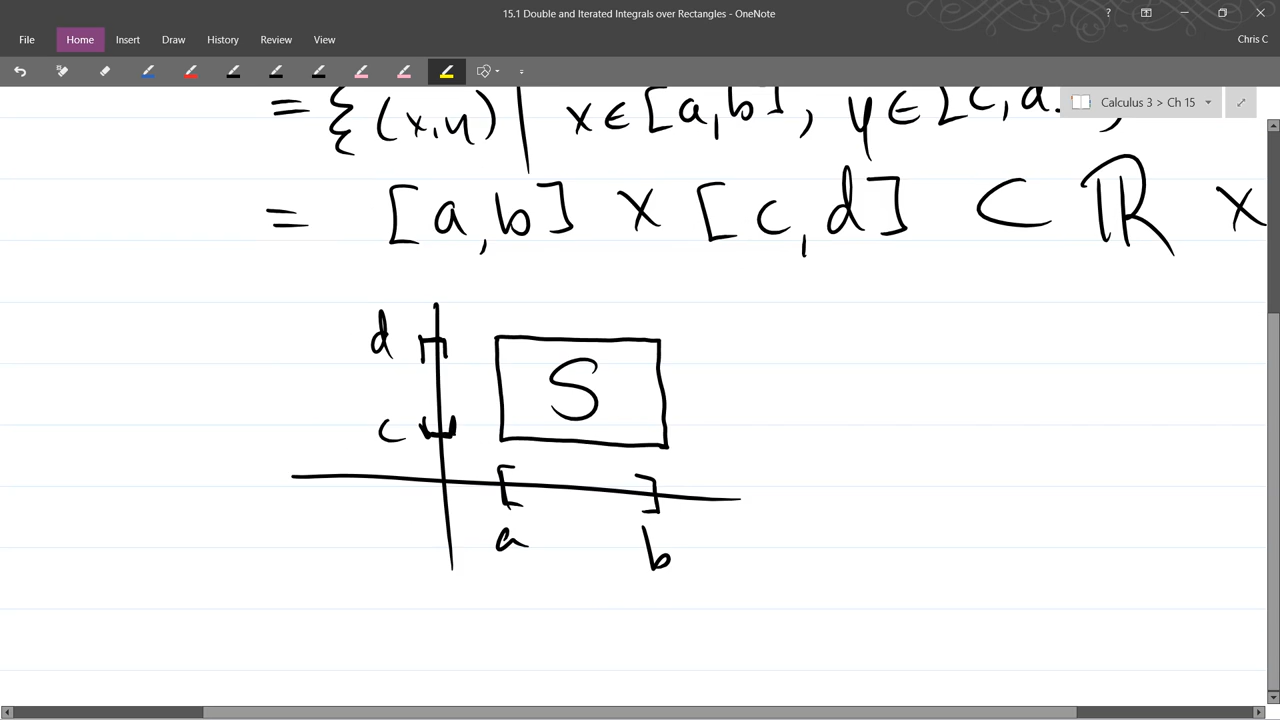 15.1 Double and Iterated Integrals over Rectangles - OneNote
File Home Insert Draw History Review View Chris C
Calculus 3 > Ch 15
= { (x,y) | x ∈ [a,b], y ∈ [c,d
= [a,b] × [c,d] ⊂ ℝ ×
d
S
c
a b